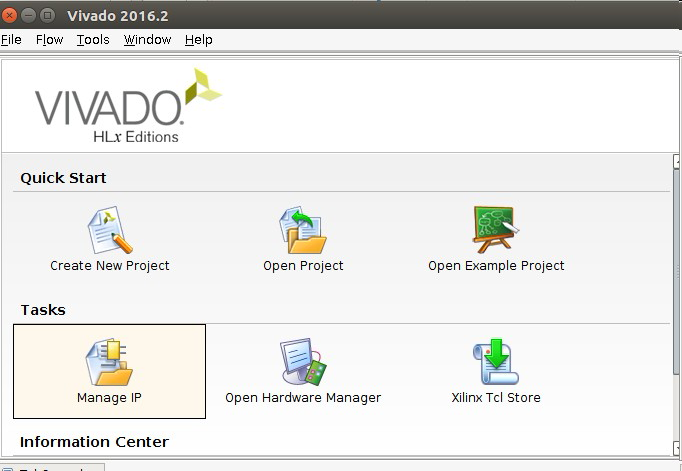 Vivado 2016.2
File Flow Tools Window Help
VIVADO.
HLx Editions
Quick Start
Create New Project Open Project Open Example Project
Tasks
Manage IP Open Hardware Manager Xilinx Tcl Store
Information Center